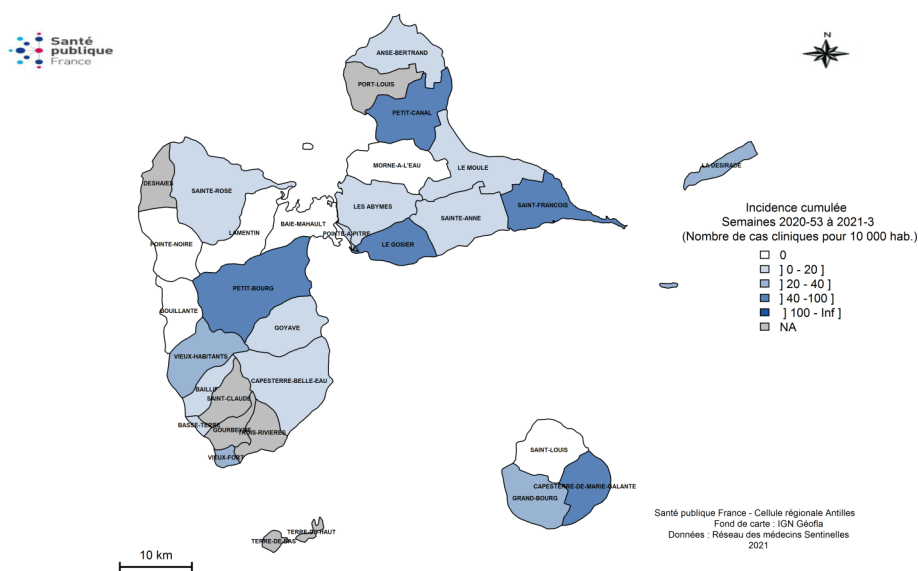 Santé
publique
France
N
ANSE-BERTRAND
PORT-LOUIS
PETIT-CANAL
MORNE-A-L'EAU
LE MOULE
LA DESIRADE
DESHAIES
SAINTE-ROSE
LES ABYMES
SAINT-FRANCOIS
SAINTE-ANNE
LAMENTIN
BAIE-MAHAULT
POINTE-A-PITRE
LE GOSIER
POINTE-NOIRE
PETIT-BOURG
BOUILLANTE
GOYAVE
VIEUX-HABITANTS
CAPESTERRE-BELLE-EAU
BAILLIF
SAINT-CLAUDE
BASSE-TERRE
GOURBEYRE
TROIS-RIVIERES
VIEUX-FORT
SAINT-LOUIS
CAPESTERRE-DE-MARIE-GALANTE
GRAND-BOURG
TERRE-DE-HAUT
TERRE-DE-BAS
Incidence cumulée
Semaines 2020-53 à 2021-3
(Nombre de cas cliniques pour 10 000 hab.)
0
] 0 - 20 ]
] 20 - 40 ]
] 40 -100 ]
] 100 - Inf ]
NA
Santé publique France - Cellule régionale Antilles
Fond de carte : IGN Géofla
Données : Réseau des médecins Sentinelles
2021
10 km